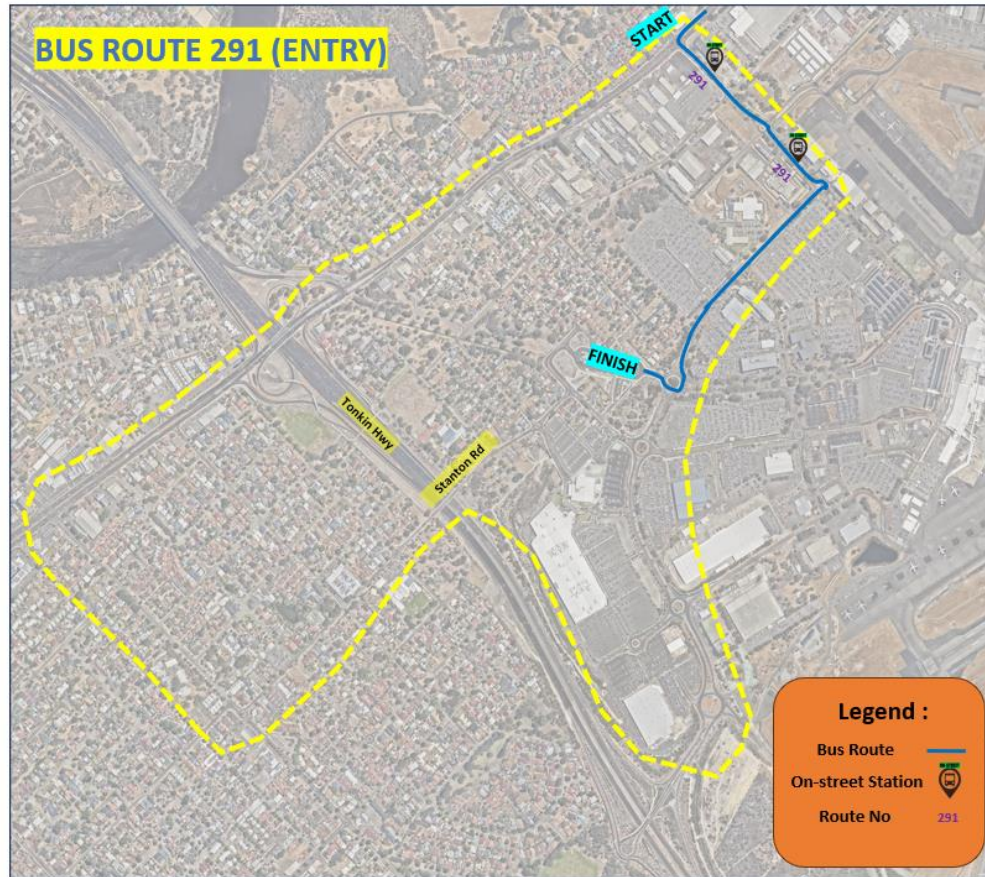 BUS ROUTE 291 (ENTRY)
START
291
291
FINISH
Tonkin Hwy
Stanton Rd
Legend :
Bus Route
On-street Station
Route No
291